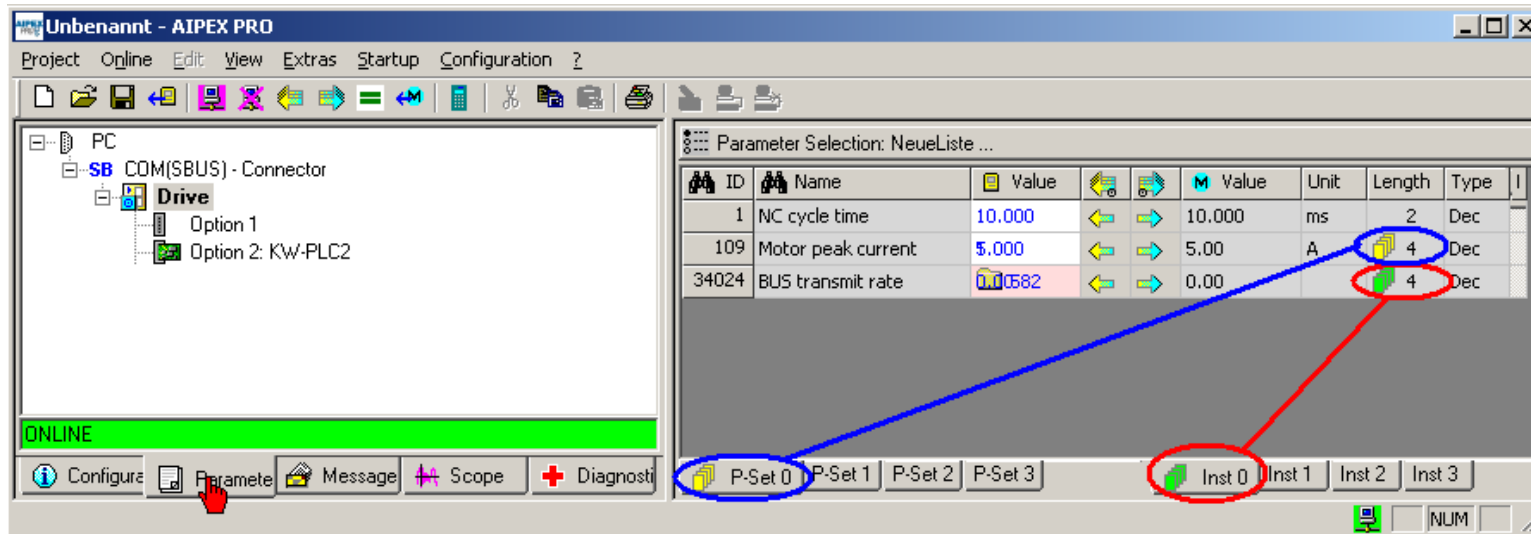 Unbenannt - AIPEX PRO
Project Online Edit View Extras Startup Configuration ?
PC
SB COM(SBUS) - Connector
Drive
Option 1
Option 2: KW-PLC2
ONLINE
Configura Paramete Message Scope Diagnosti
Parameter Selection: NeueListe ...
ID Name Value M Value Unit Length Type
1 NC cycle time 10.000 10.000 ms 2 Dec
109 Motor peak current 5.000 5.00 A 4 Dec
34024 BUS transmit rate 0.00 4 Dec
P-Set 0 P-Set 1 P-Set 2 P-Set 3 Inst 0 Inst 1 Inst 2 Inst 3
NUM